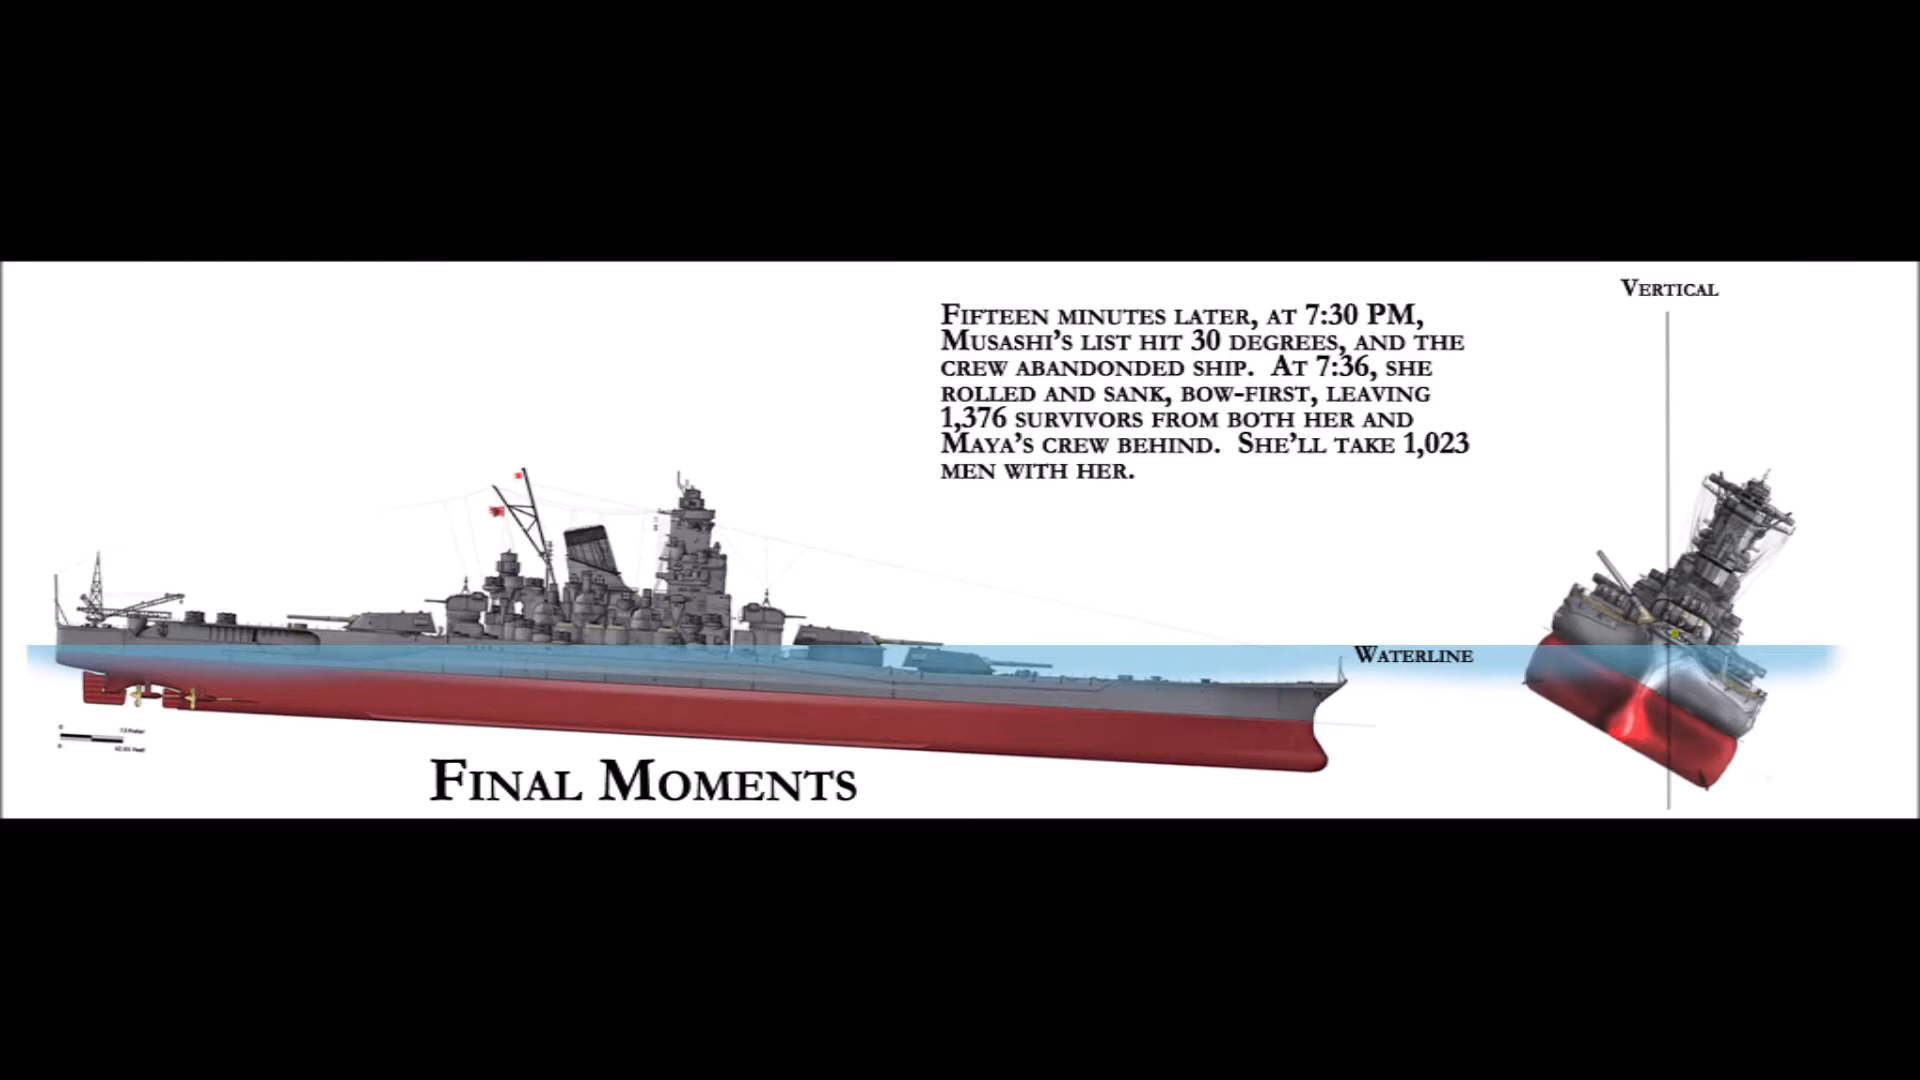 Vertical
Fifteen minutes later, at 7:30 PM,
Musashi's list hit 30 degrees, and the
crew abandonded ship. At 7:36, she
rolled and sank, bow-first, leaving
1,376 survivors from both her and
Maya's crew behind. She'll take 1,023
men with her.
Waterline
Final Moments